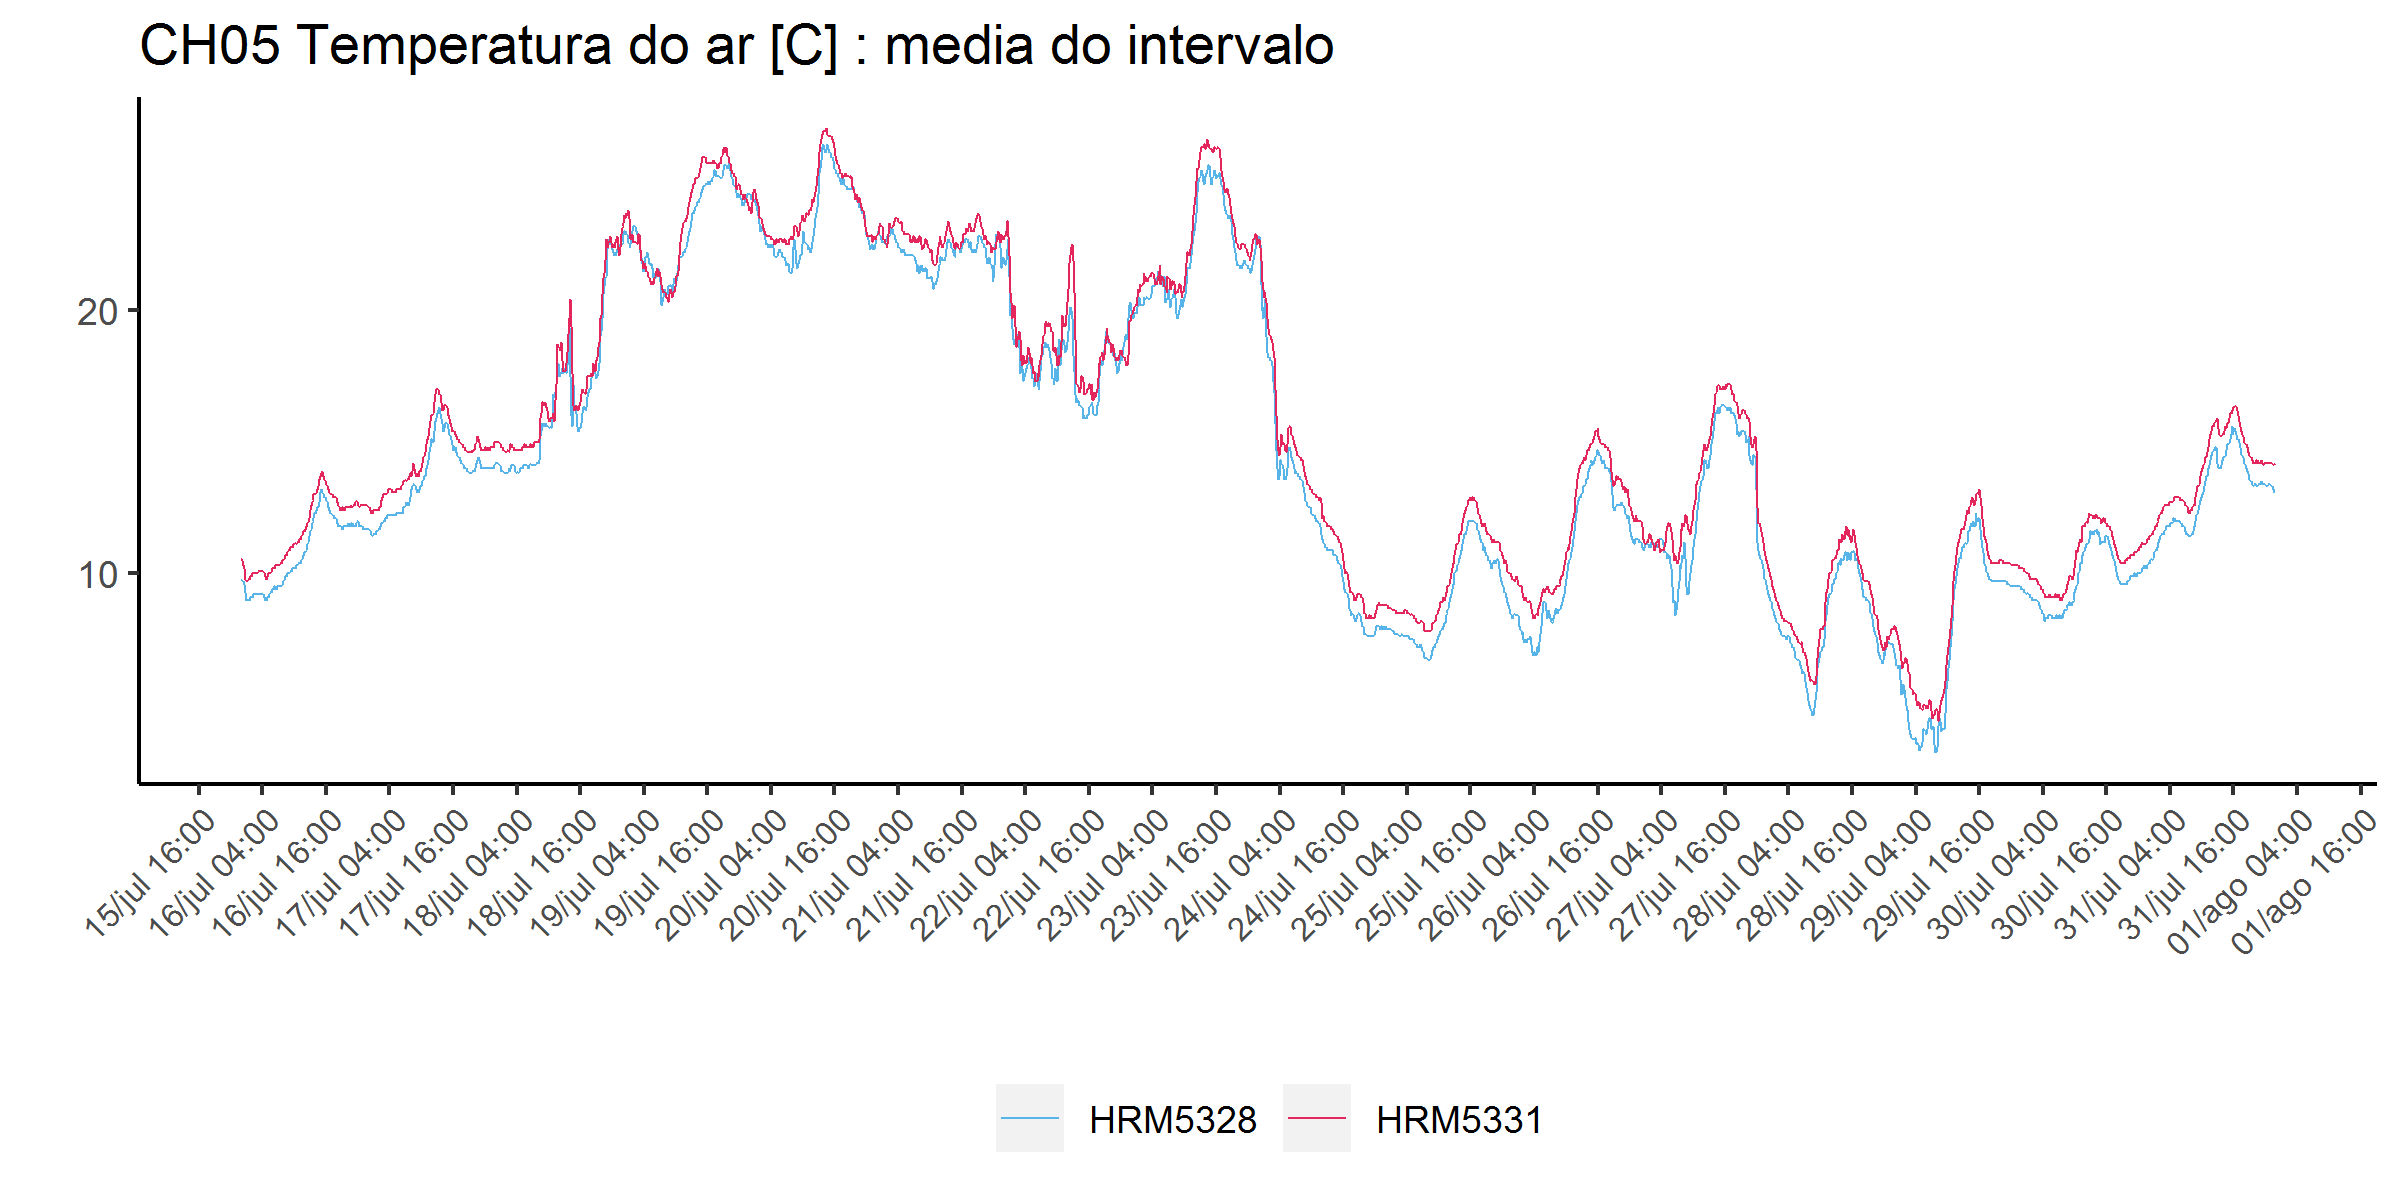 CH05 Temperatura do ar [C] : media do intervalo
20
10
15/jul 16:00
16/jul 04:00
16/jul 16:00
17/jul 04:00
17/jul 16:00
18/jul 04:00
18/jul 16:00
19/jul 04:00
19/jul 16:00
20/jul 04:00
20/jul 16:00
21/jul 04:00
21/jul 16:00
22/jul 04:00
22/jul 16:00
23/jul 04:00
23/jul 16:00
24/jul 04:00
24/jul 16:00
25/jul 04:00
25/jul 16:00
26/jul 04:00
26/jul 16:00
27/jul 04:00
27/jul 16:00
28/jul 04:00
28/jul 16:00
29/jul 04:00
29/jul 16:00
30/jul 04:00
30/jul 16:00
31/jul 04:00
31/jul 16:00
01/ago 04:00
01/ago 16:00
HRM5328
HRM5331